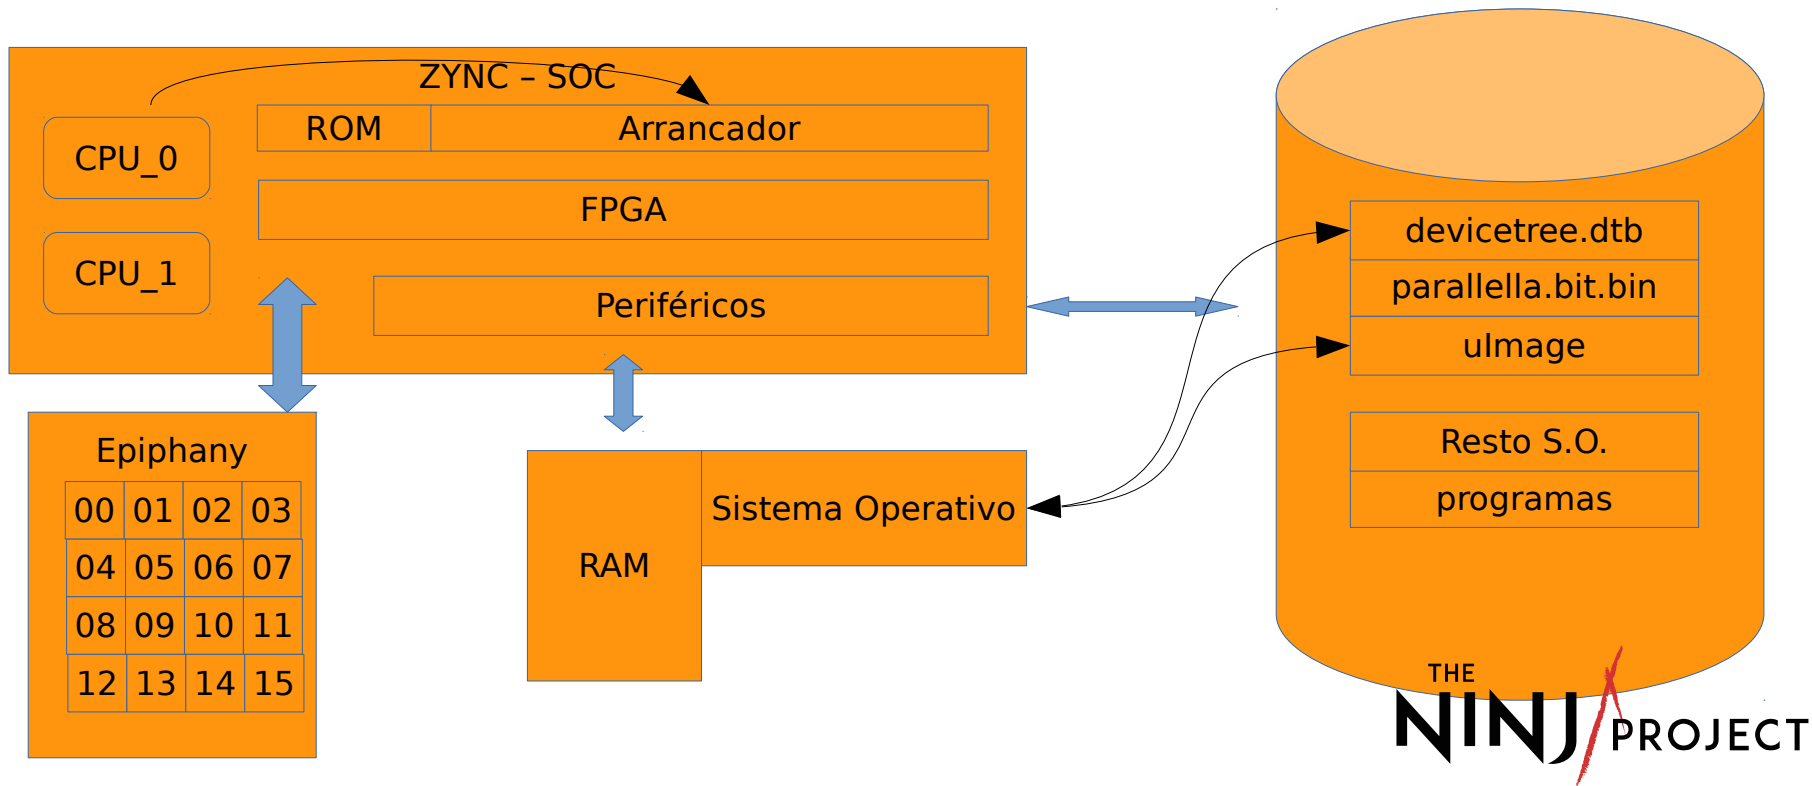 ZYNC – SOC
ROM
Arrancador
CPU_0
FPGA
CPU_1
Periféricos
Epiphany
00 01 02 03
04 05 06 07
08 09 10 11
12 13 14 15
RAM
Sistema Operativo
devicetree.dtb
parallella.bit.bin
uImage
Resto S.O.
programas
THE
NINJA PROJECT